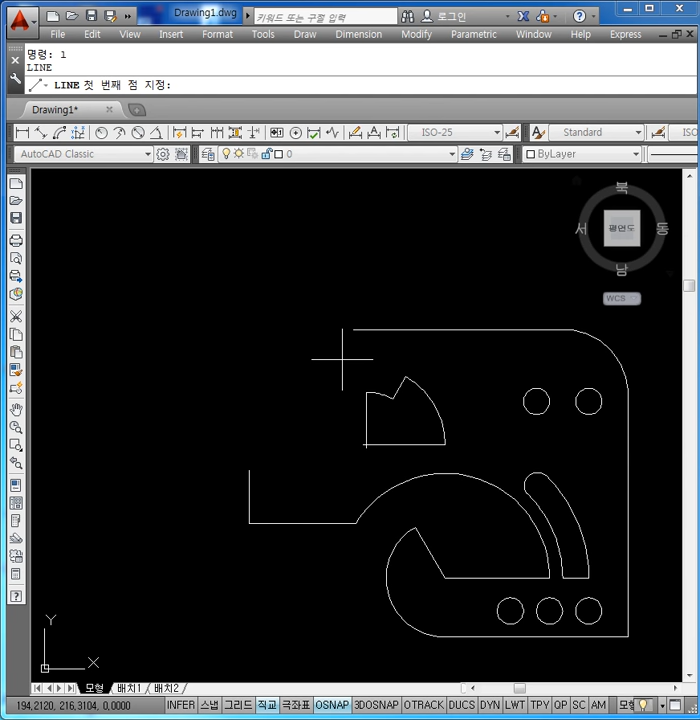 Drawing1.dwg
키워드 또는 구절 입력
로그인
File Edit View Insert Format Tools Draw Dimension Modify Parametric Window Help Express
명령: l
LINE
LINE 첫 번째 점 지정:
Drawing1*
ISO-25
Standard
ISO
AutoCAD Classic
0
ByLayer
북
서
평면도
동
남
WCS
Y
X
모형 배치1 배치2
194,2120, 216,3104, 0,0000 INFER 스냅 그리드 직교 극좌표 OSNAP 3DOSNAP OTRACK DUCS DYN LWT TPY QP SC AM 모형